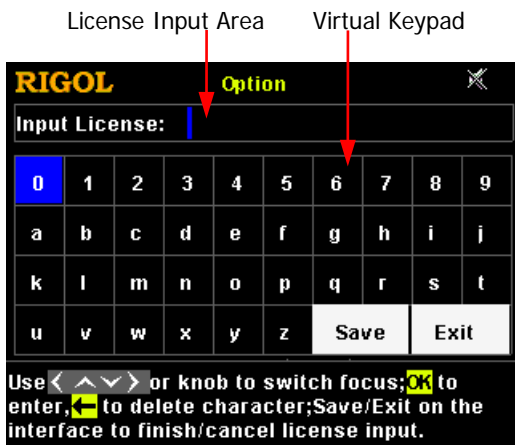 License Input Area Virtual Keypad
RIGOL Option
Input License:
0 1 2 3 4 5 6 7 8 9
a b c d e f g h i j
k l m n o p q r s t
u v w x y z Save Exit
Use < ^ v > or knob to switch focus;OK to
enter,← to delete character;Save/Exit on the
interface to finish/cancel license input.